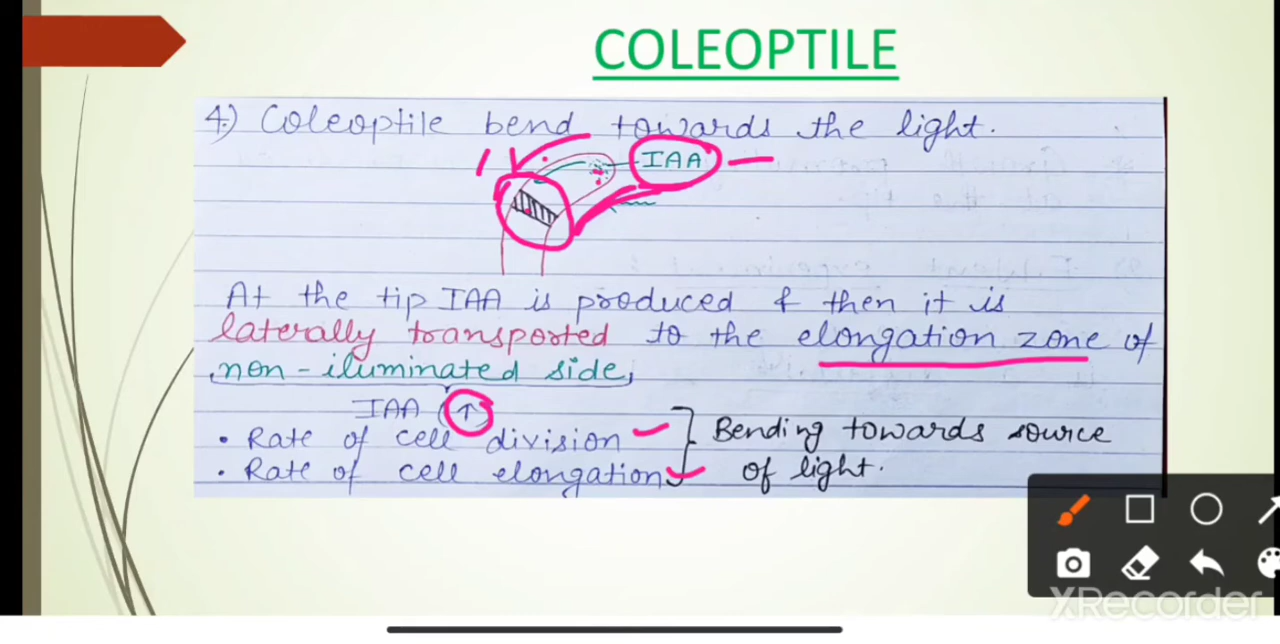 COLEOPTILE
4.) Coleoptile bend towards the light.
IAA
At the tip IAA is produced & then it is
laterally transported to the elongation zone of
non-iluminated side,
IAA (↑)
• Rate of cell division
• Rate of cell elongation
Bending towards source
of light.
XRecorder